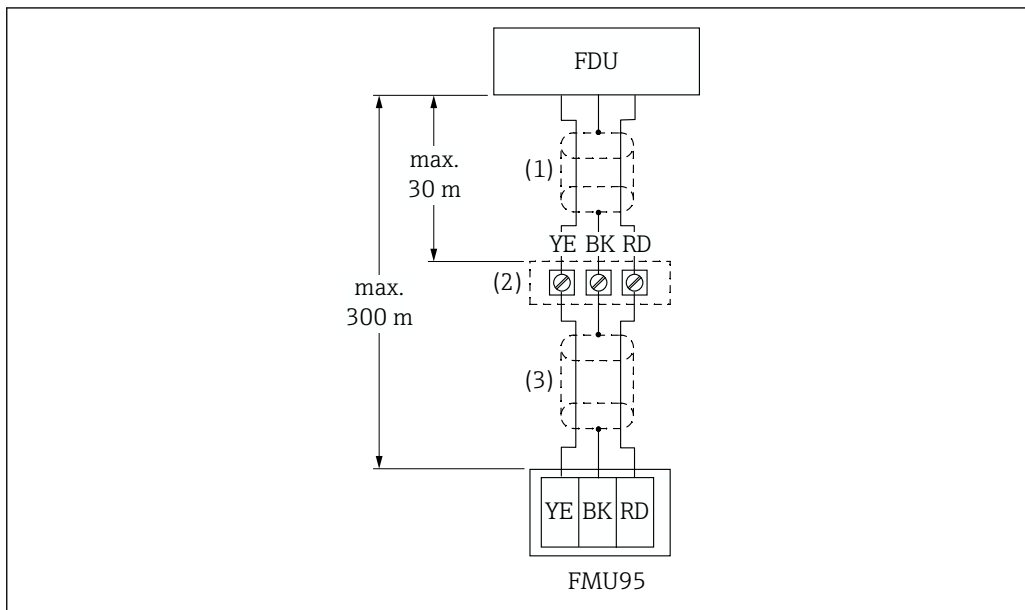 FDU
max.
30 m
(1)
YE BK RD
(2)
max.
300 m
(3)
YE BK RD
FMU95